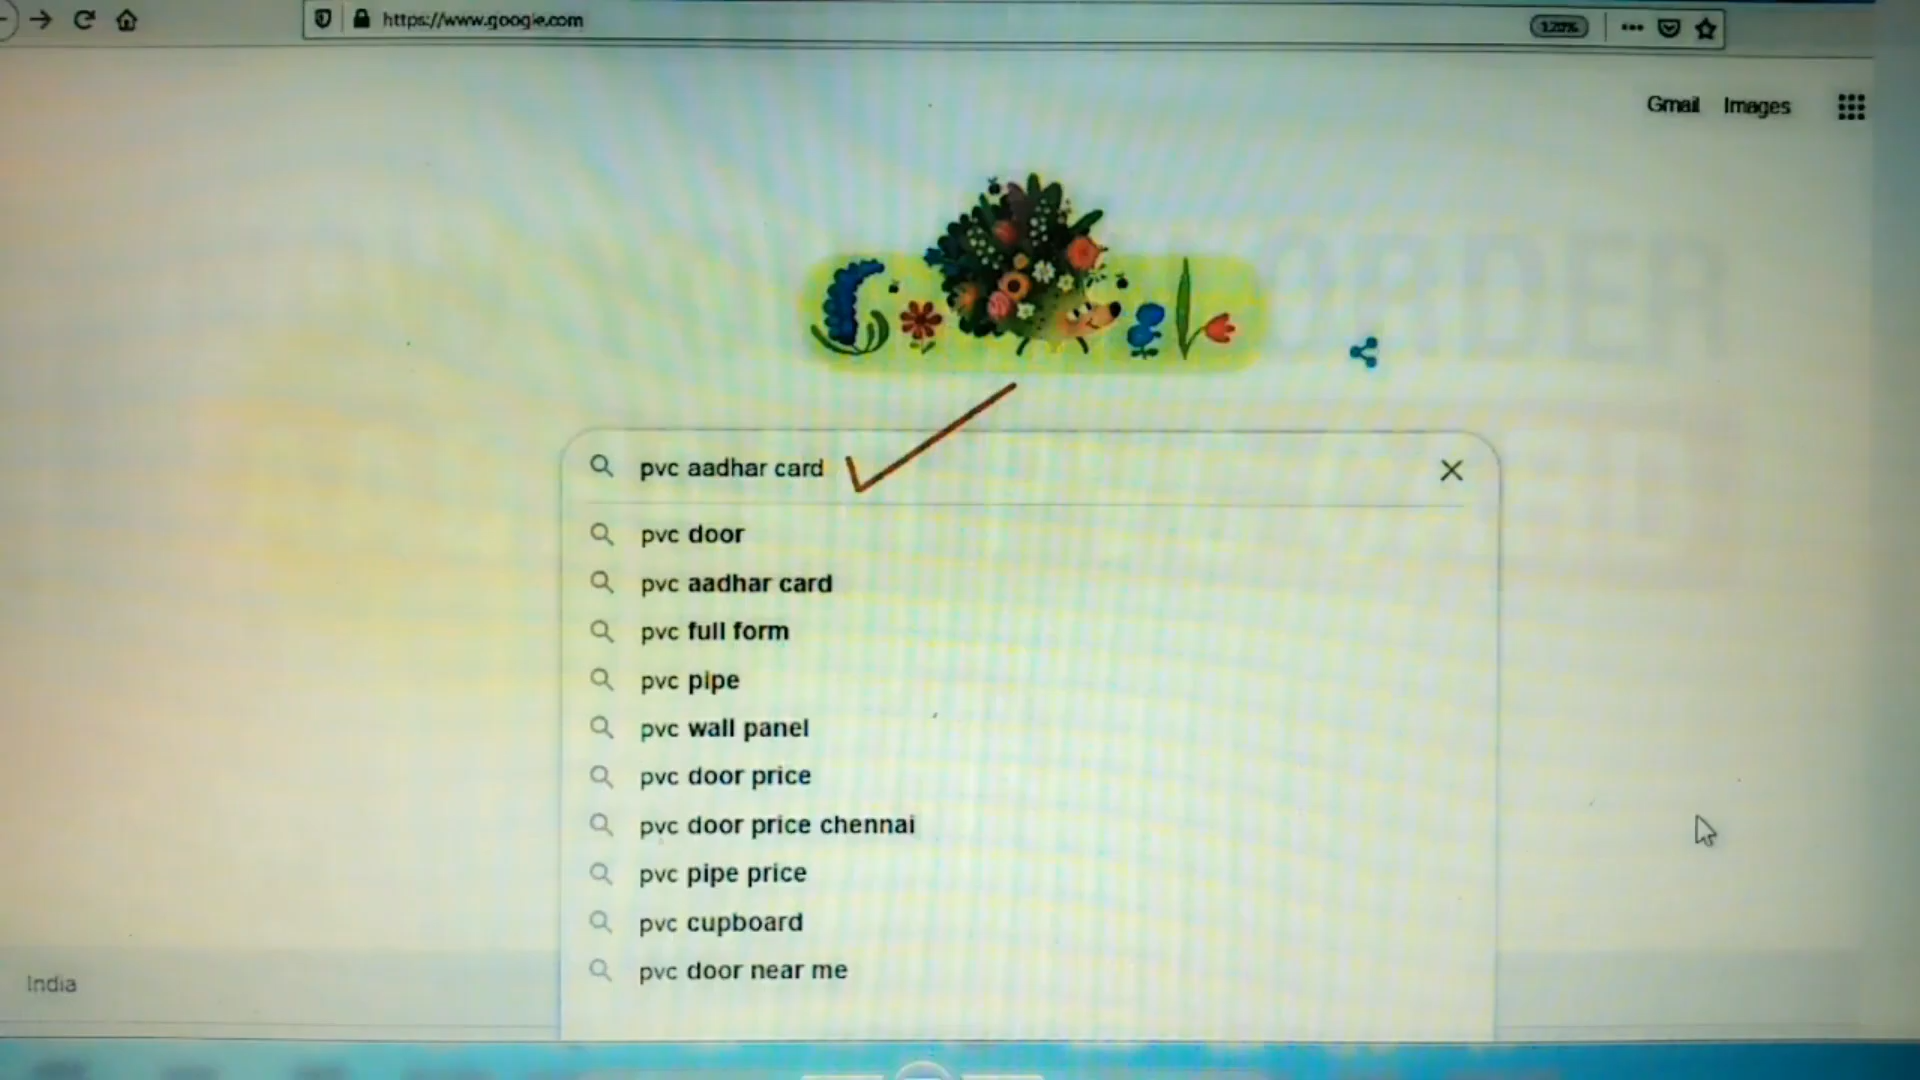 https://www.google.com
120%
Gmail Images
pvc aadhar card
pvc door
pvc aadhar card
pvc full form
pvc pipe
pvc wall panel
pvc door price
pvc door price chennai
pvc pipe price
pvc cupboard
pvc door near me
India
ORDER